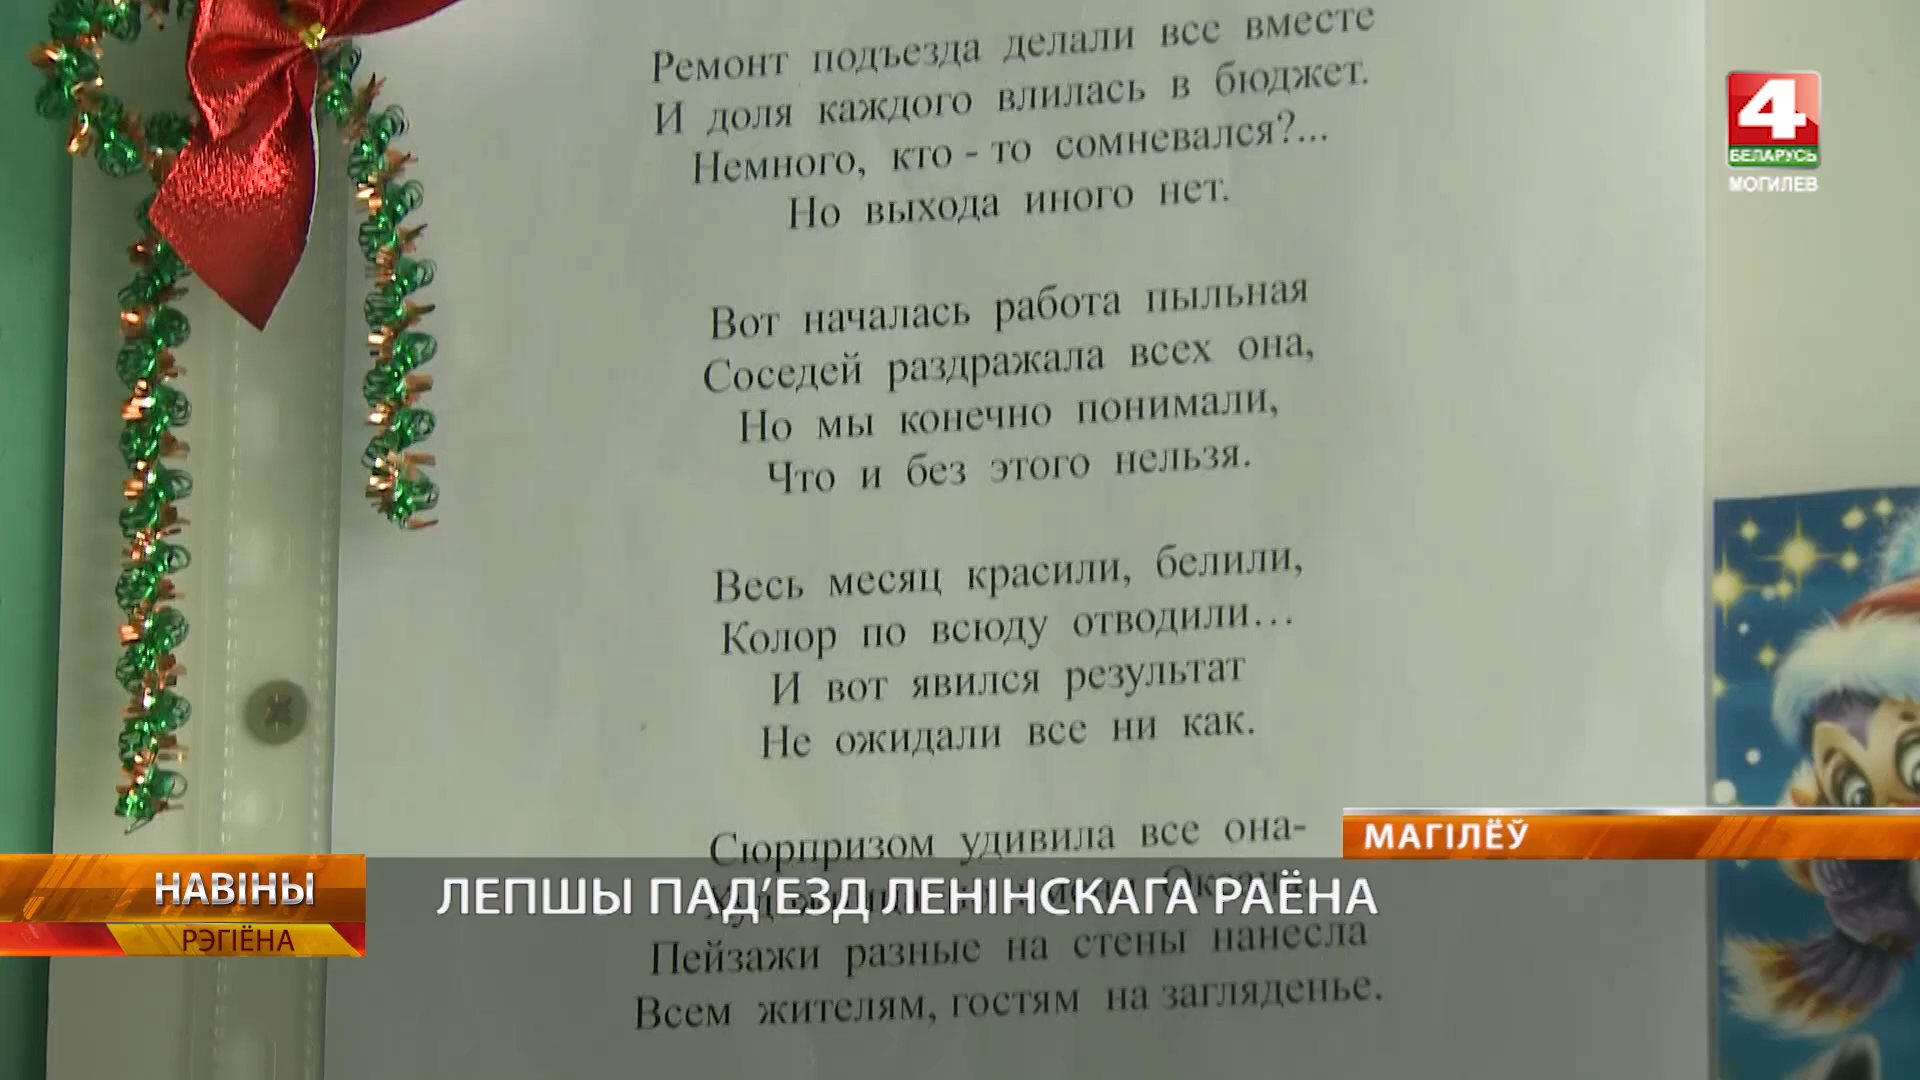 Ремонт подъезда делали все вместе
И доля каждого влилась в бюджет.
Немного, кто - то сомневался?...
Но выхода иного нет.
Вот началась работа пыльная
Соседей раздражала всех она,
Но мы конечно понимали,
Что и без этого нельзя.
Весь месяц красили, белили,
Колор по всюду отводили...
И вот явился результат
Не ожидали все ни как.
Сюрпризом удивила все она-
Пейзажи разные на стены нанесла
Всем жителям, гостям на загляденье.
4
БЕЛАРУСЬ
МОГИЛЕВ
МАГІЛЁЎ
НАВІНЫ
РЭГІЁНА
ЛЕПШЫ ПАД’ЕЗД ЛЕНІНСКАГА РАЁНА